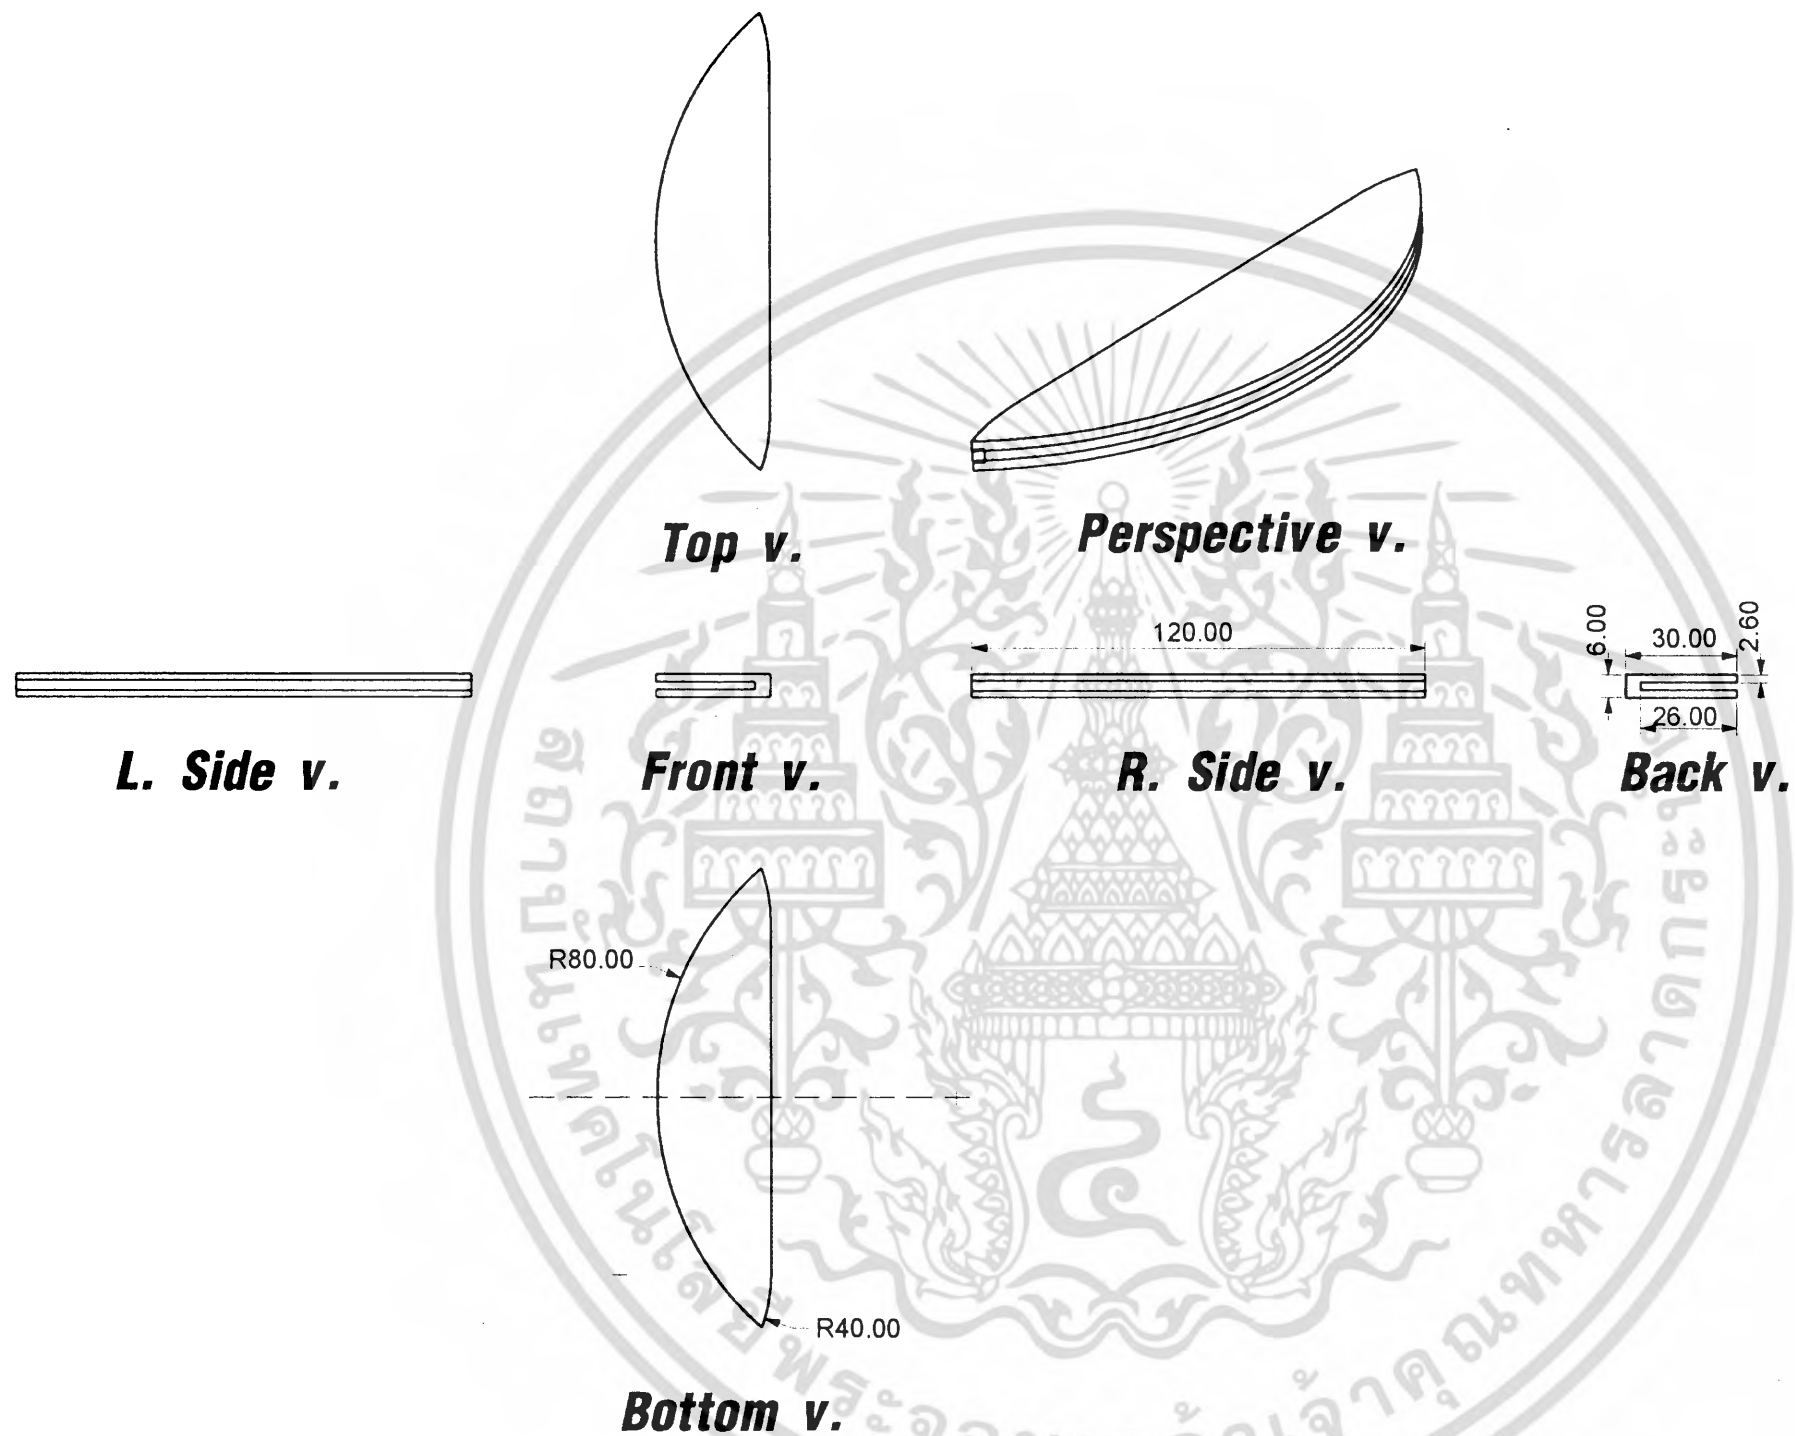 Top v.
Perspective v.
120.00
6.00
30.00
2.60
26.00
L. Side v.
Front v.
R. Side v.
Back v.
R80.00
R40.00
Bottom v.